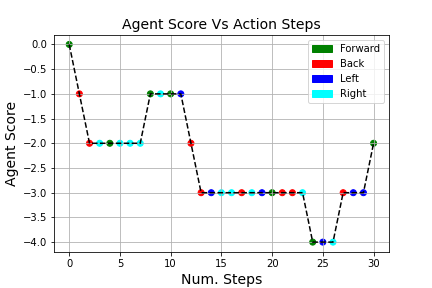 Agent Score Vs Action Steps
Agent Score
0.0
−0.5
−1.0
−1.5
−2.0
−2.5
−3.0
−3.5
−4.0
Forward
Back
Left
Right
0 5 10 15 20 25 30
Num. Steps